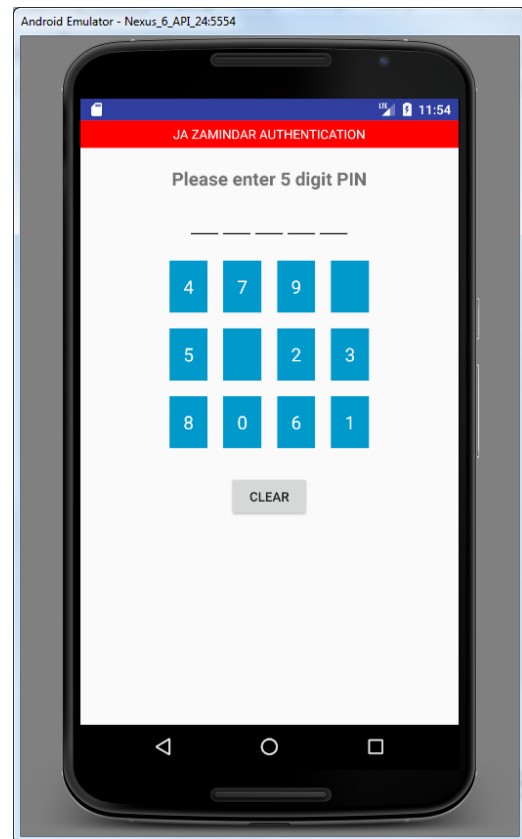 Android Emulator - Nexus_6_API_24:5554
LTE 11:54
JA ZAMINDAR AUTHENTICATION
Please enter 5 digit PIN
4 7 9
5 2 3
8 0 6 1
CLEAR